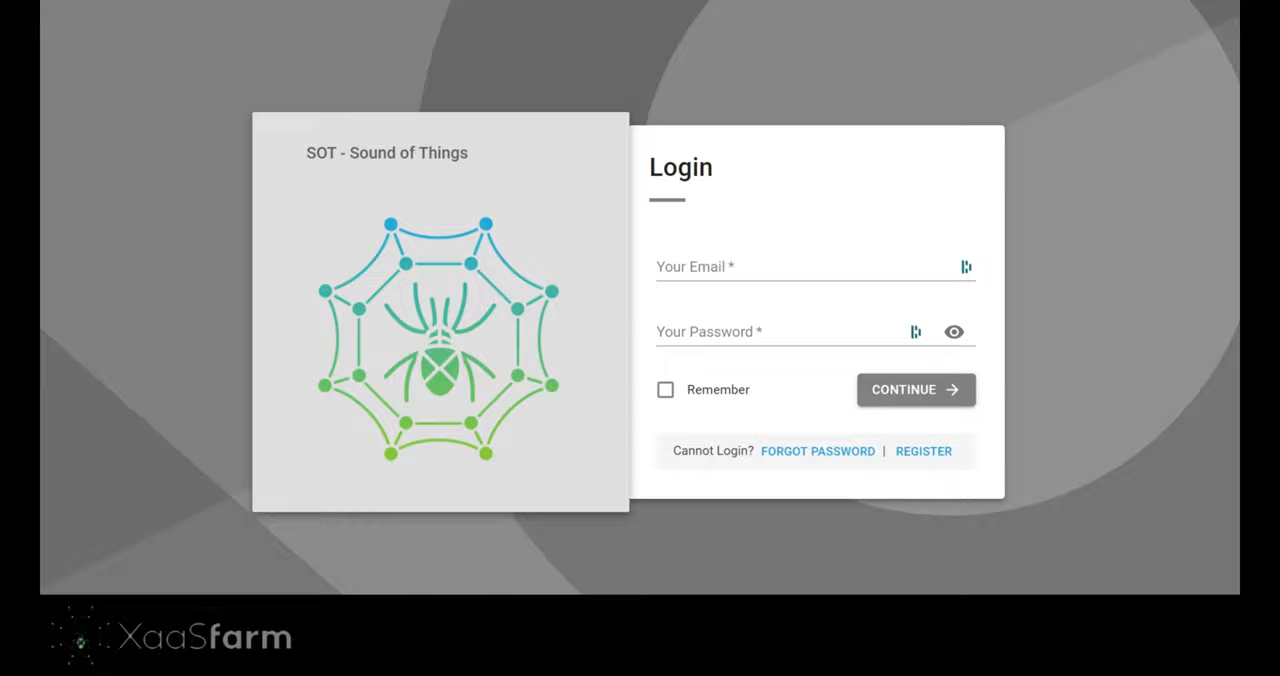 SOT - Sound of Things
Login
Your Email *
Your Password *
Remember
CONTINUE
Cannot Login? FORGOT PASSWORD | REGISTER
XaaSfarm